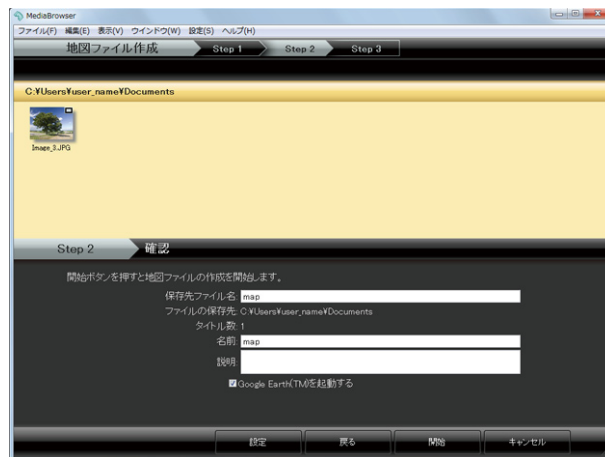 MediaBrowser
ファイル(F) 編集(E) 表示(V) ウインドウ(W) 設定(S) ヘルプ(H)
地図ファイル作成 Step 1 Step 2 Step 3
C:¥Users¥user_name¥Documents
Image_3.JPG
Step 2 確認
開始ボタンを押すと地図ファイルの作成を開始します。
保存先ファイル名 map
ファイルの保存先 C:¥Users¥user_name¥Documents
タイトル数 1
名前 map
説明
Google Earth(TM)を起動する
設定 戻る 開始 キャンセル